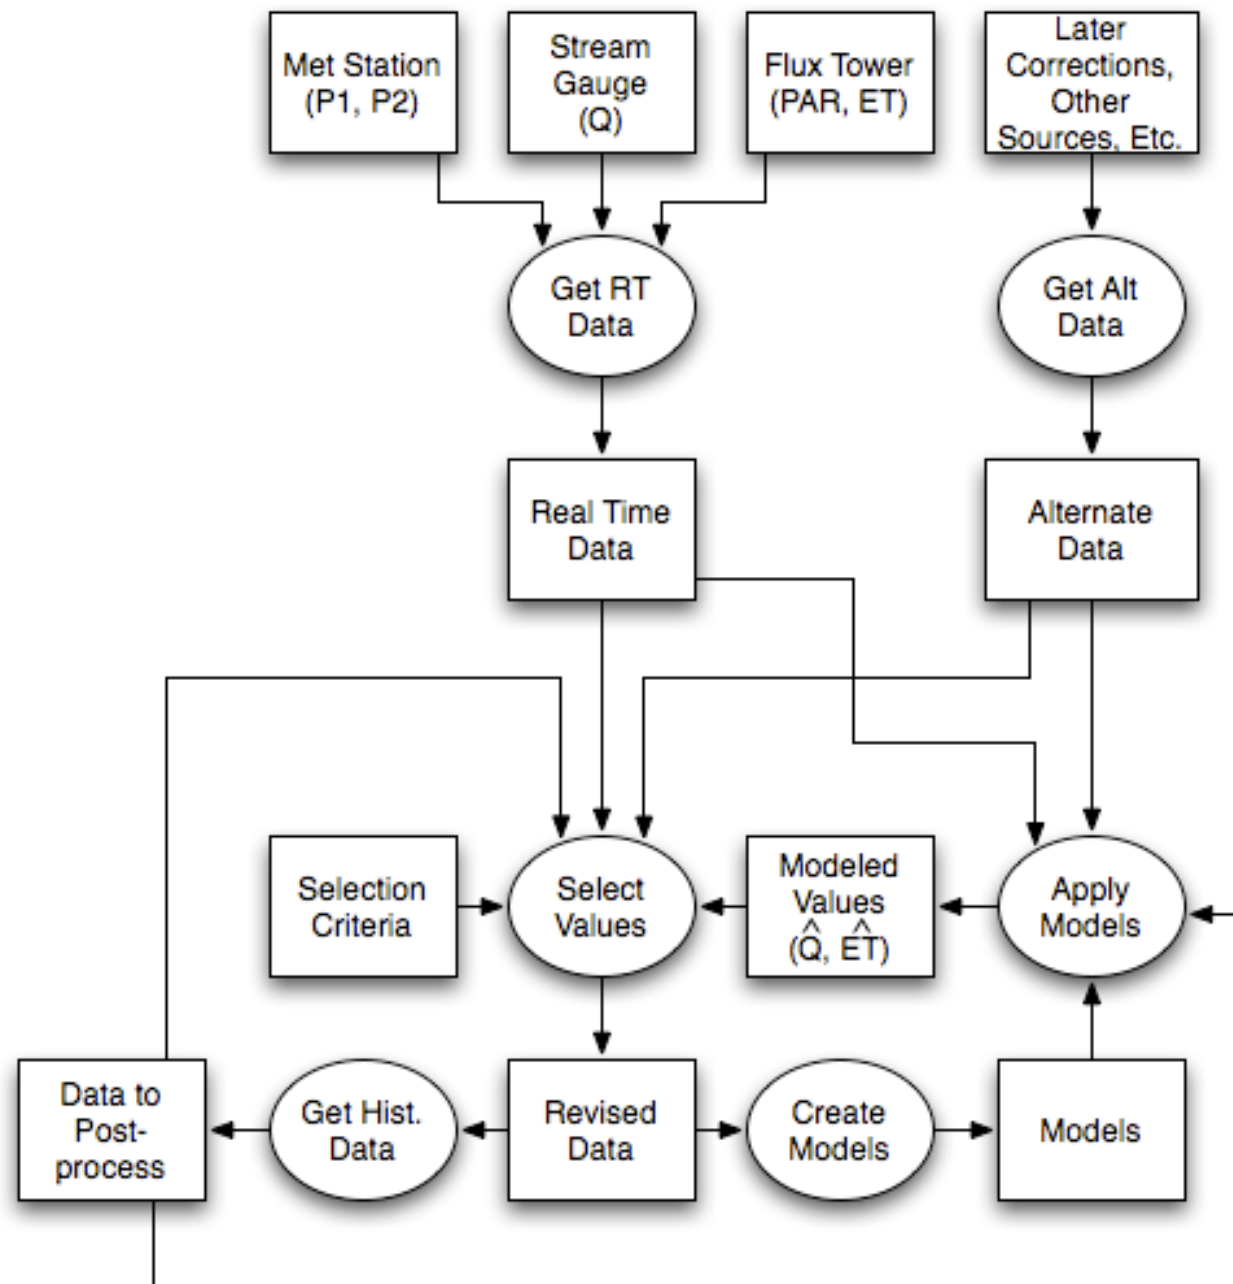 Met Station
(P1, P2)
Stream
Gauge
(Q)
Flux Tower
(PAR, ET)
Later
Corrections,
Other
Sources, Etc.
Get RT
Data
Get Alt
Data
Real Time
Data
Alternate
Data
Selection
Criteria
Select
Values
Modeled
Values
(Q̂, ÊT)
Apply
Models
Data to
Post-
process
Get Hist.
Data
Revised
Data
Create
Models
Models